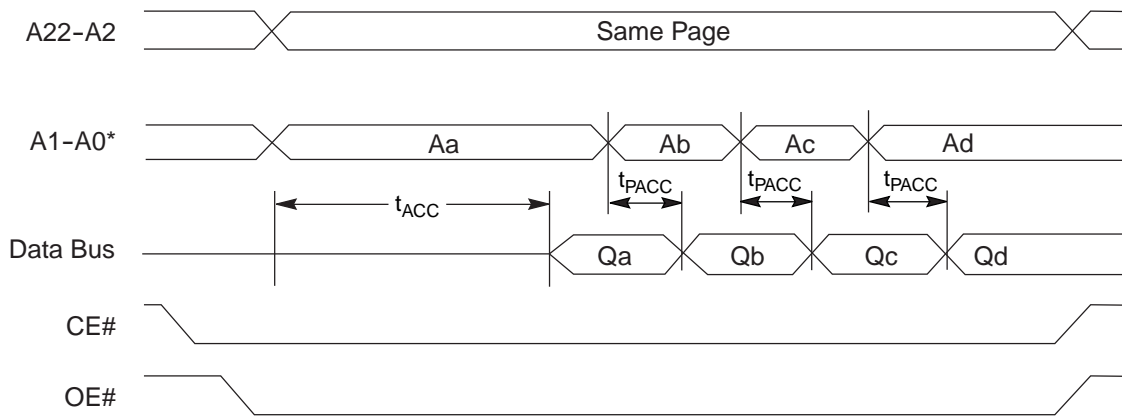 A22-A2
Same Page
A1-A0*
Aa
Ab
Ac
Ad
tACC
tPACC
tPACC
tPACC
Data Bus
Qa
Qb
Qc
Qd
CE#
OE#